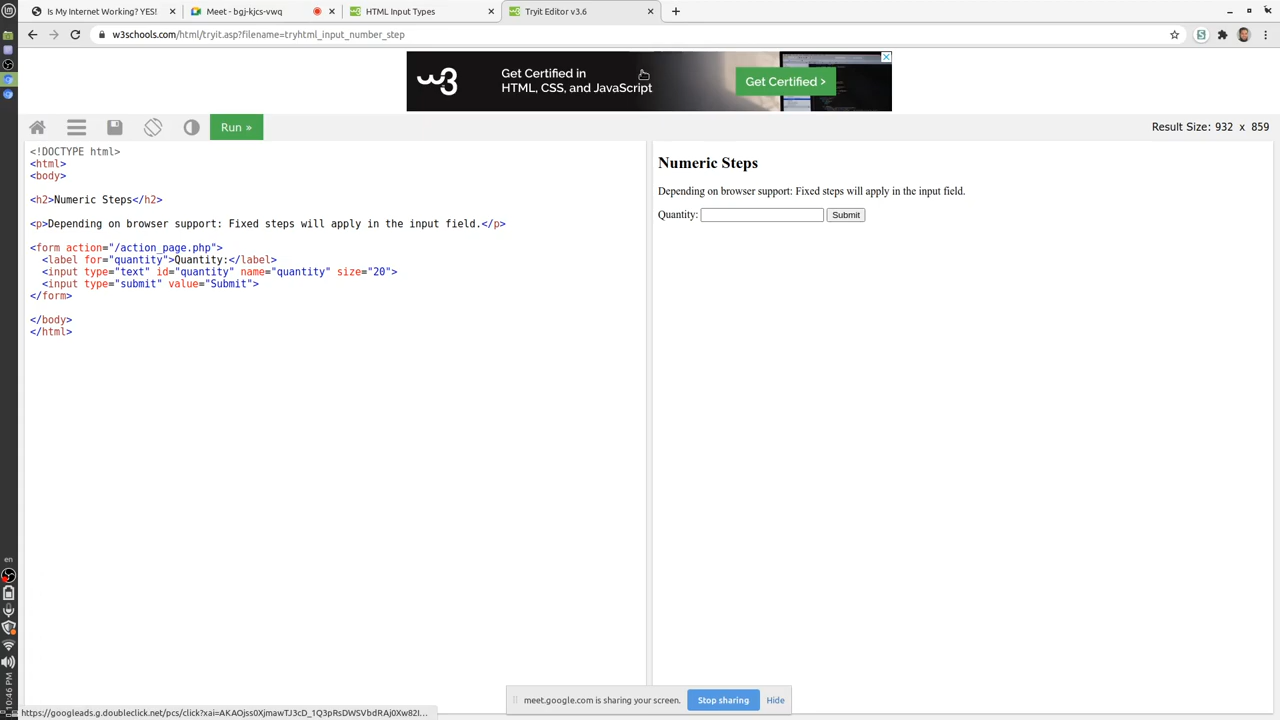 Is My Internet Working? YES!
Meet - bgj-kjcs-vwq
HTML Input Types
Tryit Editor v3.6
w3schools.com/html/tryit.asp?filename=tryhtml_input_number_step
w3
Get Certified in
HTML, CSS, and JavaScript
Get Certified >
Run »
Result Size: 932 x 859
<!DOCTYPE html>
<html>
<body>
<h2>Numeric Steps</h2>
<p>Depending on browser support: Fixed steps will apply in the input field.</p>
<form action="/action_page.php">
<label for="quantity">Quantity:</label>
<input type="text" id="quantity" name="quantity" size="20">
<input type="submit" value="Submit">
</form>
</body>
</html>
Numeric Steps
Depending on browser support: Fixed steps will apply in the input field.
Quantity:
Submit
en
10:46 PM
meet.google.com is sharing your screen.
Stop sharing
Hide